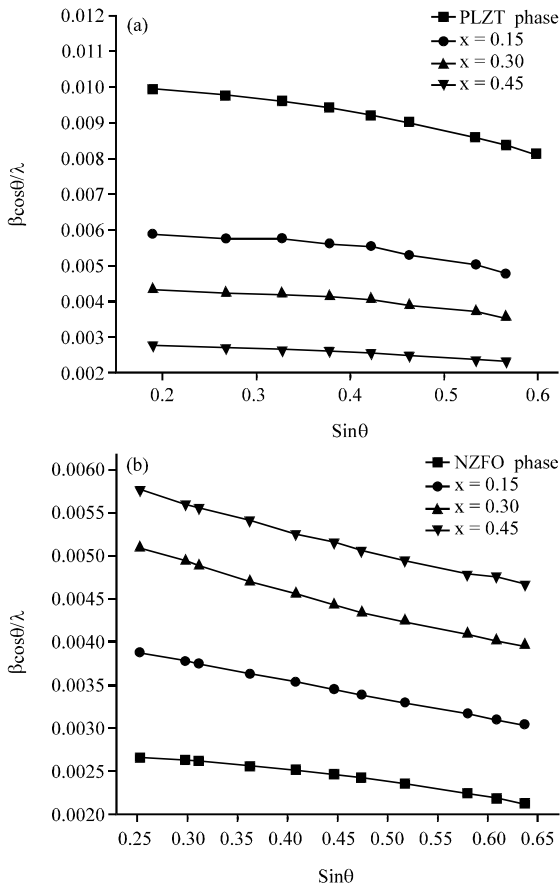 (a)
PLZT phase
x = 0.15
x = 0.30
x = 0.45
0.012
0.011
0.010
0.009
0.008
0.007
0.006
0.005
0.004
0.003
0.002
βcosθ/λ
0.2
0.3
0.4
0.5
0.6
Sinθ
(b)
NZFO phase
x = 0.15
x = 0.30
x = 0.45
0.0060
0.0055
0.0050
0.0045
0.0040
0.0035
0.0030
0.0025
0.0020
βcosθ/λ
0.25
0.30
0.35
0.40
0.45
0.50
0.55
0.60
0.65
Sinθ